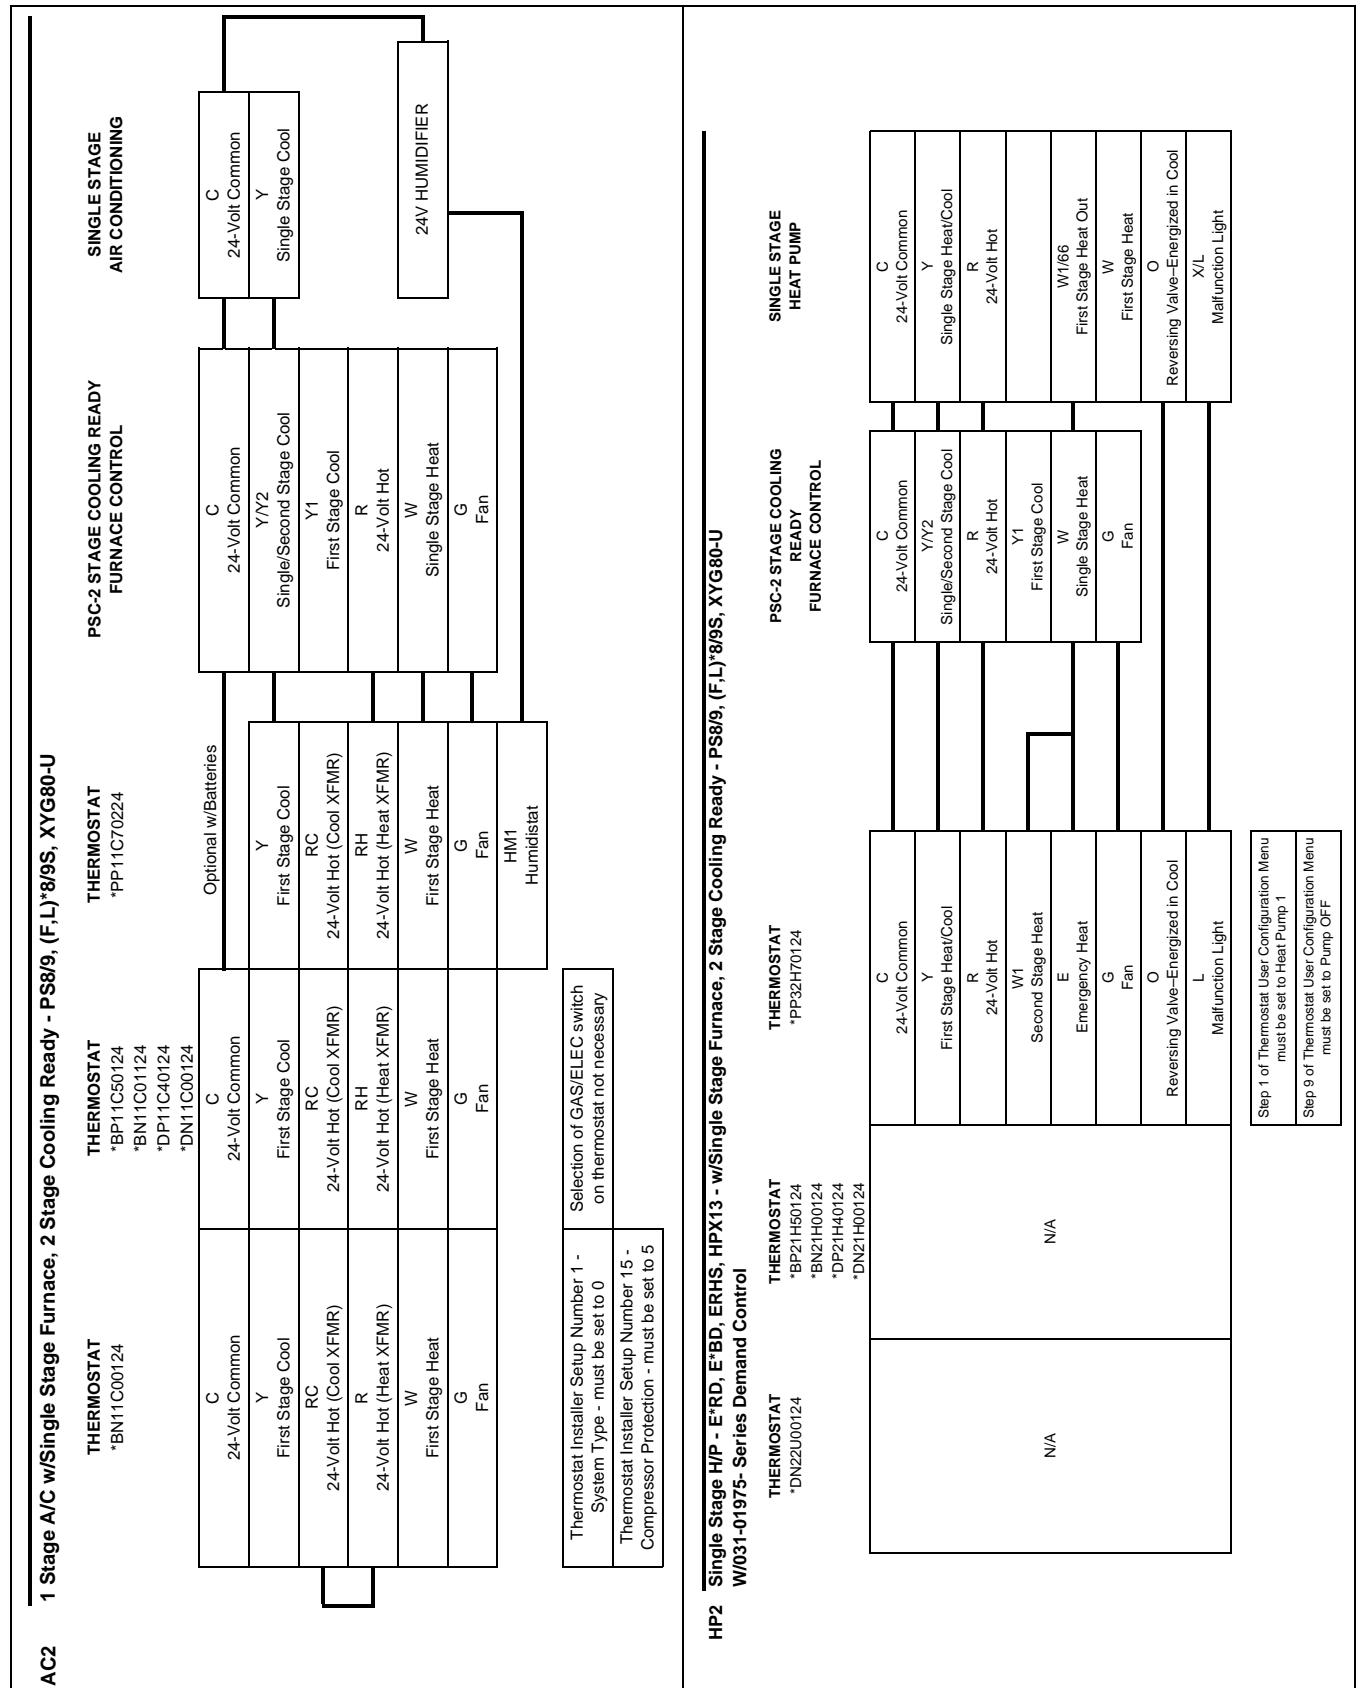 AC2 1 Stage A/C w/Single Stage Furnace, 2 Stage Cooling Ready - PS8/9, (F,L)*8/9S, XYG80-U
THERMOSTAT
*BN11C00124
C
24-Volt Common
Y
First Stage Cool
RC
24-Volt Hot (Cool XFMR)
R
24-Volt Hot (Heat XFMR)
W
First Stage Heat
G
Fan
Thermostat Installer Setup Number 1 -
System Type - must be set to 0
Thermostat Installer Setup Number 15 -
Compressor Protection - must be set to 5
THERMOSTAT
*BP11C50124
*BN11C01124
*DP11C40124
*DN11C00124
C
24-Volt Common
Y
First Stage Cool
RC
24-Volt Hot (Cool XFMR)
RH
24-Volt Hot (Heat XFMR)
W
First Stage Heat
G
Fan
Selection of GAS/ELEC switch
on thermostat not necessary
THERMOSTAT
*PP11C70224
Optional w/Batteries
Y
First Stage Cool
RC
24-Volt Hot (Cool XFMR)
RH
24-Volt Hot (Heat XFMR)
W
First Stage Heat
G
Fan
HM1
Humidistat
PSC-2 STAGE COOLING READY
FURNACE CONTROL
C
24-Volt Common
Y/Y2
Single/Second Stage Cool
Y1
First Stage Cool
R
24-Volt Hot
W
Single Stage Heat
G
Fan
SINGLE STAGE
AIR CONDITIONING
C
24-Volt Common
Y
Single Stage Cool
24V HUMIDIFIER
HP2 Single Stage H/P - E*RD, E*BD, ERHS, HPX13 - w/Single Stage Furnace, 2 Stage Cooling Ready - PS8/9, (F,L)*8/9S, XYG80-U
W/031-01975- Series Demand Control
THERMOSTAT
*DN22U00124
N/A
THERMOSTAT
*BP21H50124
*BN21H00124
*DP21H40124
*DN21H00124
N/A
THERMOSTAT
*PP32H70124
C
24-Volt Common
Y
First Stage Heat/Cool
R
24-Volt Hot
W1
Second Stage Heat
E
Emergency Heat
G
Fan
O
Reversing Valve–Energized in Cool
L
Malfunction Light
Step 1 of Thermostat User Configuration Menu
must be set to Heat Pump 1
Step 9 of Thermostat User Configuration Menu
must be set to Pump OFF
PSC-2 STAGE COOLING
READY
FURNACE CONTROL
C
24-Volt Common
Y/Y2
Single/Second Stage Cool
R
24-Volt Hot
Y1
First Stage Cool
W
Single Stage Heat
G
Fan
SINGLE STAGE
HEAT PUMP
C
24-Volt Common
Y
Single Stage Heat/Cool
R
24-Volt Hot
W1/66
First Stage Heat Out
W
First Stage Heat
O
Reversing Valve–Energized in Cool
X/L
Malfunction Light